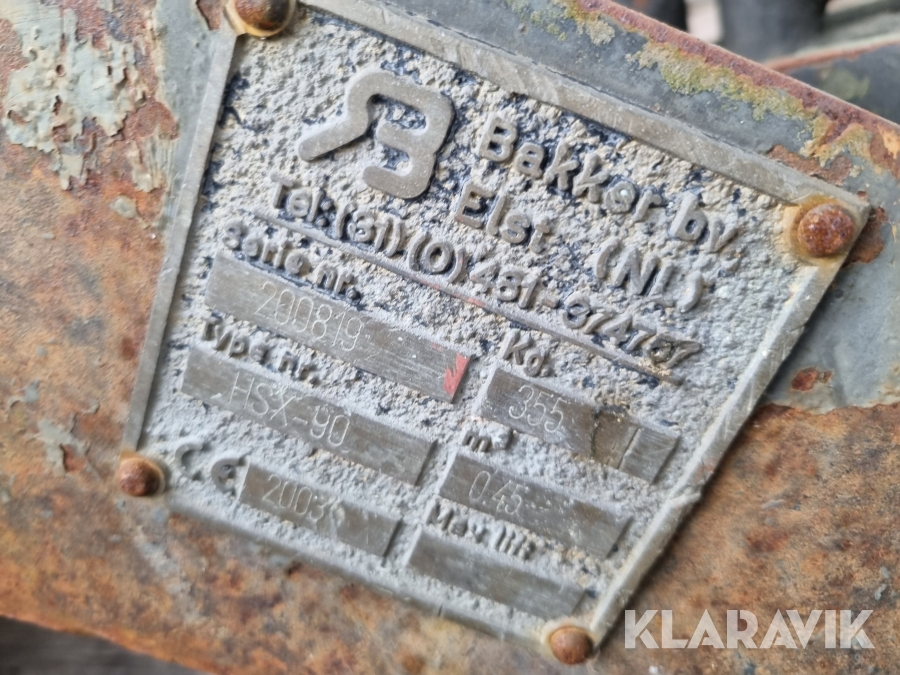 B
Bakker bv
Elst (NL)
Tel: (31)(0)481-374757
Serie nr.
200819
Kg.
355
Type nr.
HSX-90
m³
0.45
CE
2003
Max lift
KLARAVIK